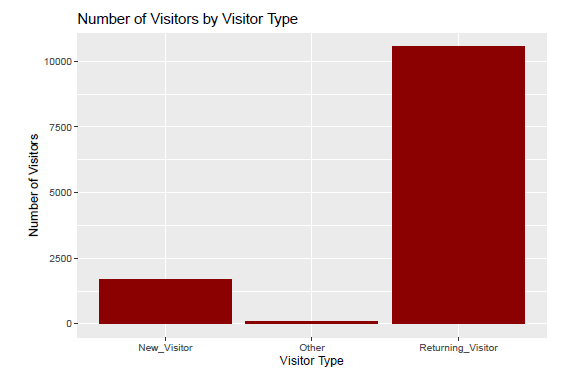 Number of Visitors by Visitor Type
Number of Visitors
10000
7500
5000
2500
0
New_Visitor
Other
Returning_Visitor
Visitor Type